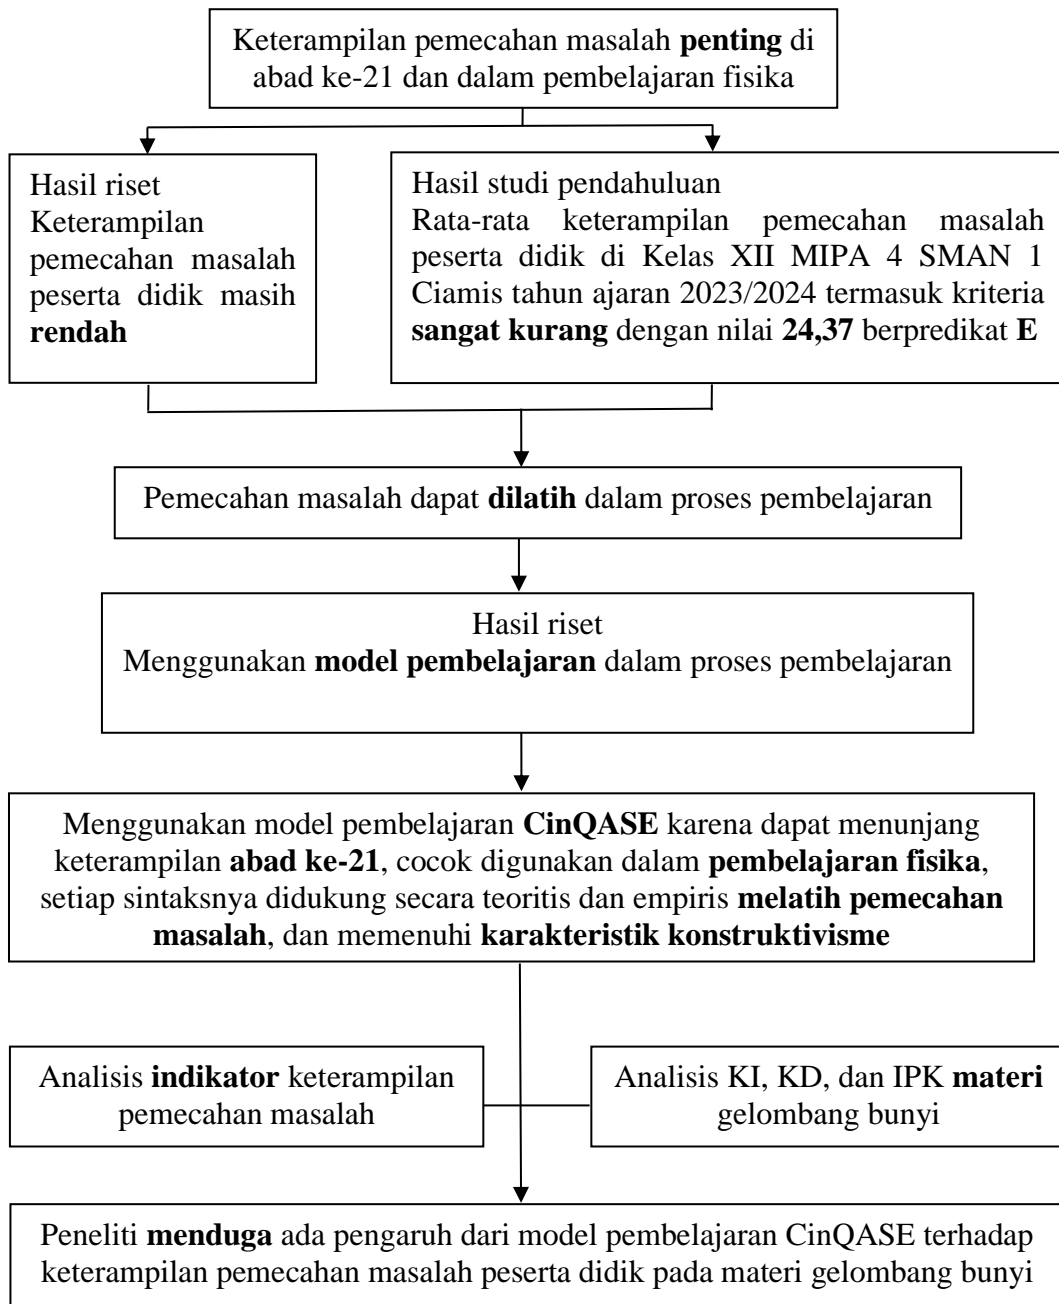 Keterampilan pemecahan masalah penting di
abad ke-21 dan dalam pembelajaran fisika
Hasil riset
Keterampilan
pemecahan masalah
peserta didik masih
rendah
Hasil studi pendahuluan
Rata-rata keterampilan pemecahan masalah
peserta didik di Kelas XII MIPA 4 SMAN 1
Ciamis tahun ajaran 2023/2024 termasuk kriteria
sangat kurang dengan nilai 24,37 berpredikat E
Pemecahan masalah dapat dilatih dalam proses pembelajaran
Hasil riset
Menggunakan model pembelajaran dalam proses pembelajaran
Menggunakan model pembelajaran CinQASE karena dapat menunjang
keterampilan abad ke-21, cocok digunakan dalam pembelajaran fisika,
setiap sintaksnya didukung secara teoritis dan empiris melatih pemecahan
masalah, dan memenuhi karakteristik konstruktivisme
Analisis indikator keterampilan
pemecahan masalah
Analisis KI, KD, dan IPK materi
gelombang bunyi
Peneliti menduga ada pengaruh dari model pembelajaran CinQASE terhadap
keterampilan pemecahan masalah peserta didik pada materi gelombang bunyi